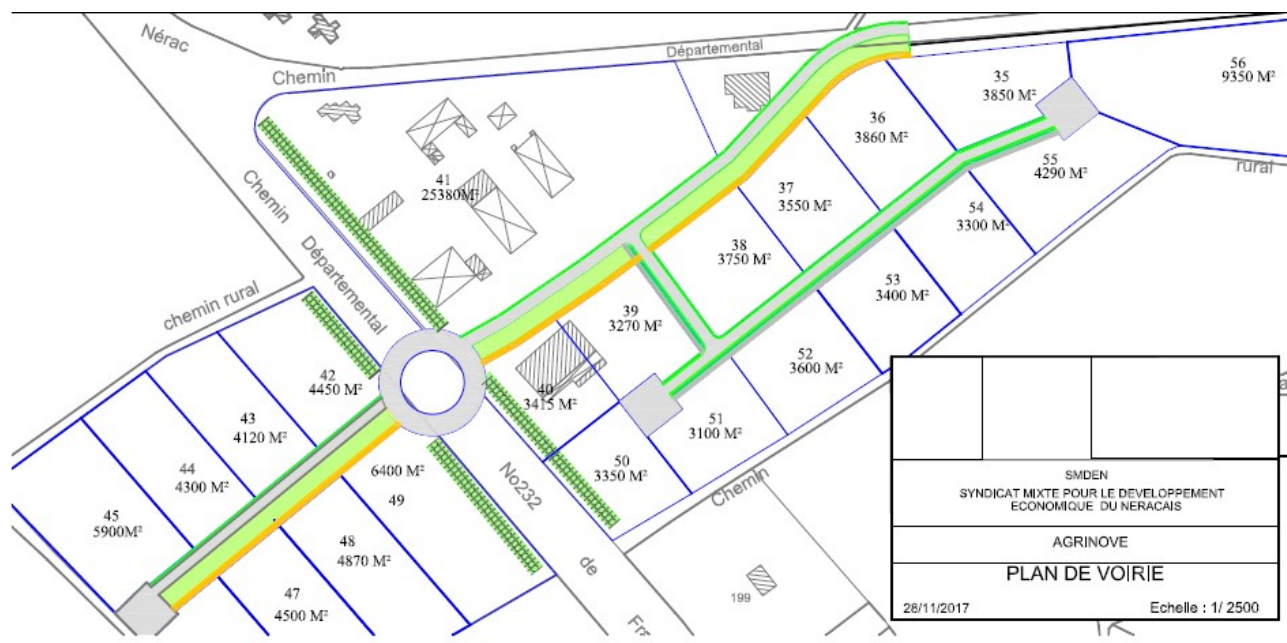 Nérac
Chemin
Départemental
56
9350 M²
35
3850 M²
36
3860 M²
55
4290 M²
rural
41
25380M²
37
3550 M²
54
3300 M²
38
3750 M²
53
3400 M²
Chemin
Départemental
No232
de
chemin rural
39
3270 M²
52
3600 M²
42
4450 M²
40
3415 M²
51
3100 M²
43
4120 M²
50
3350 M²
44
4300 M²
6400 M²
49
Chemin
45
5900M²
48
4870 M²
47
4500 M²
199
SMDEN
SYNDICAT MIXTE POUR LE DEVELOPPEMENT
ECONOMIQUE DU NERACAIS
AGRINOVE
PLAN DE VOIRIE
28/11/2017
Echelle : 1/ 2500